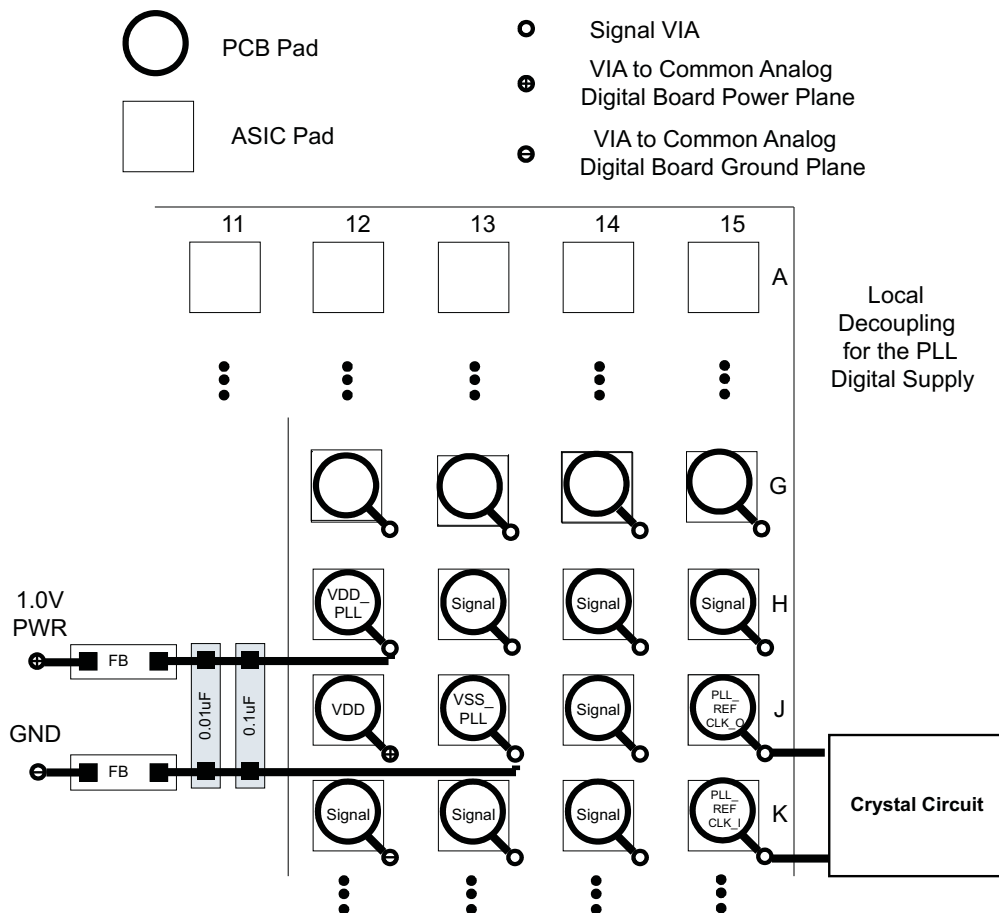 PCB Pad
Signal VIA
VIA to Common Analog
Digital Board Power Plane
ASIC Pad
VIA to Common Analog
Digital Board Ground Plane
11 12 13 14 15
A
Local
Decoupling
for the PLL
Digital Supply
G
1.0V
PWR
VDD_
PLL
Signal
Signal
Signal
H
FB
0.01uF
0.1uF
GND
VDD
VSS_
PLL
Signal
PLL_
REF
CLK_O
J
FB
Signal
Signal
Signal
PLL_
REF
CLK_I
K
Crystal Circuit